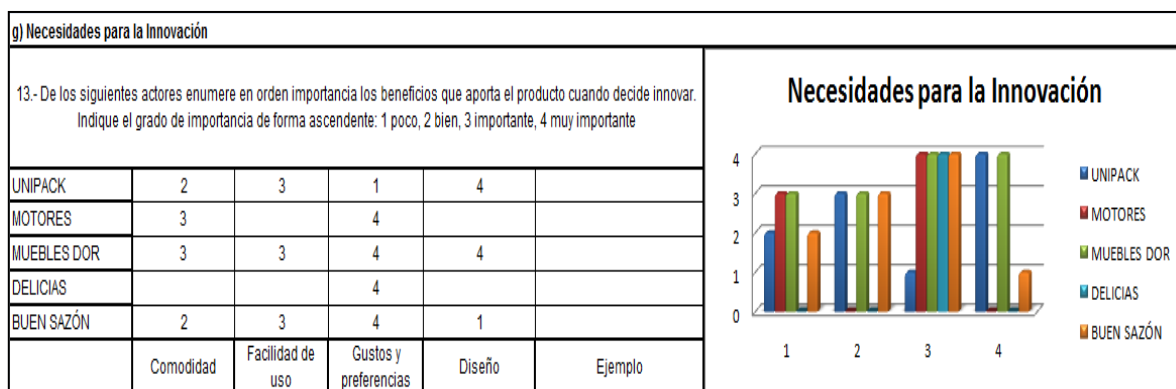 g) Necesidades para la Innovación
13.- De los siguientes actores enumere en orden importancia los beneficios que aporta el producto cuando decide innovar.
Indique el grado de importancia de forma ascendente: 1 poco, 2 bien, 3 importante, 4 muy importante
UNIPACK 2 3 1 4
MOTORES 3 4
MUEBLES DOR 3 3 4 4
DELICIAS 4
BUEN SAZÓN 2 3 4 1
Comodidad Facilidad de uso Gustos y preferencias Diseño Ejemplo
Necesidades para la Innovación
4
3
2
1
0
1 2 3 4
UNIPACK
MOTORES
MUEBLES DOR
DELICIAS
BUEN SAZÓN